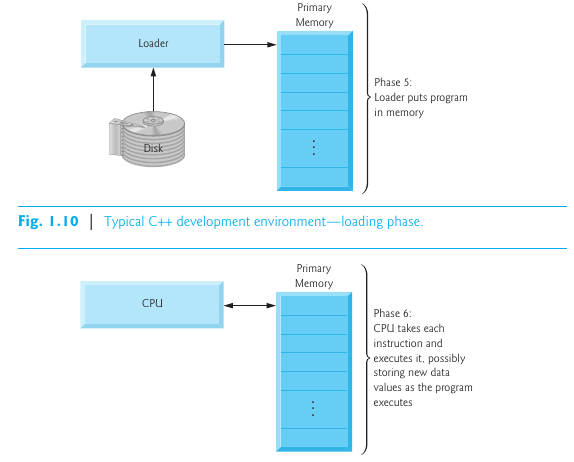 Primary
Memory
Loader
Phase 5:
Loader puts program
in memory
Disk
Fig. 1.10 | Typical C++ development environment—loading phase.
Primary
Memory
CPU
Phase 6:
CPU takes each
instruction and
executes it, possibly
storing new data
values as the program
executes